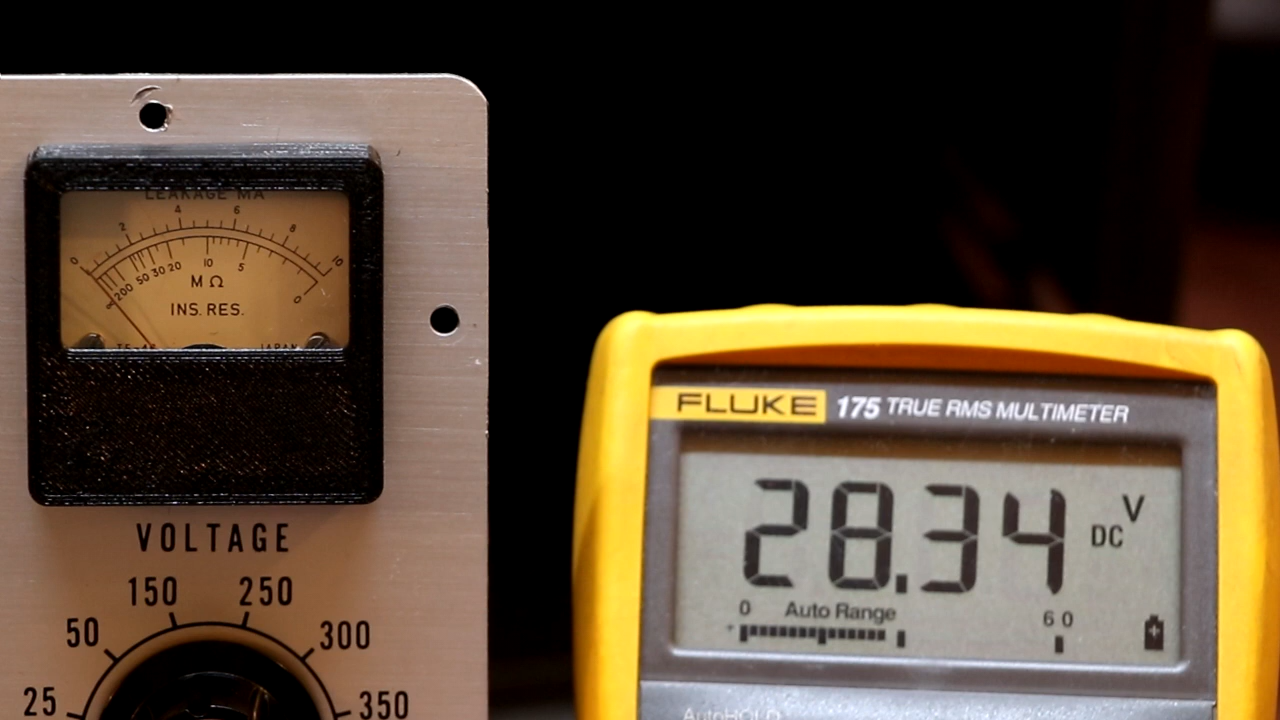 LEAKAGE MA
0 2 4 6 8 10
∞ 200 50 30 20 10 5 0
MΩ
INS. RES.
JAPAN
VOLTAGE
150 250
50 300
25 350
FLUKE 175 TRUE RMS MULTIMETER
28.34 V
DC
0 Auto Range 60
AutoHOLD